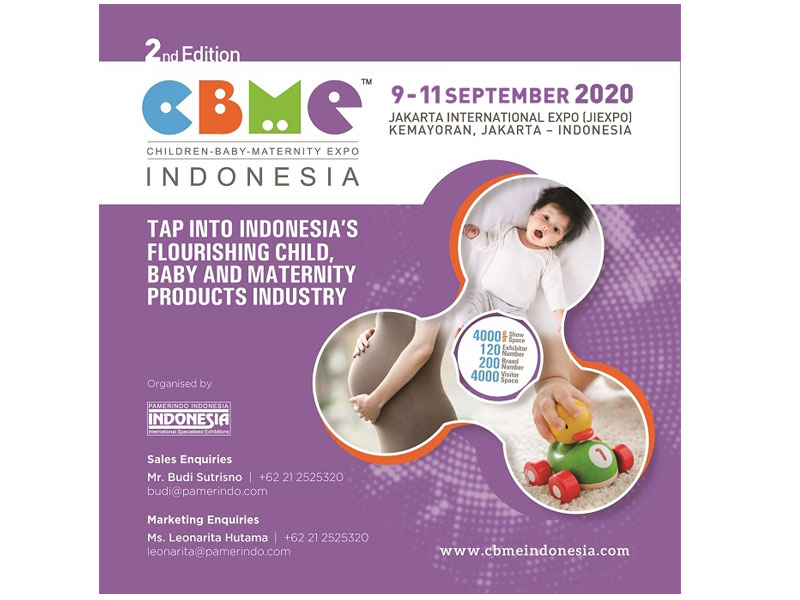 2nd Edition
CBME™
CHILDREN-BABY-MATERNITY EXPO
INDONESIA
9-11 SEPTEMBER 2020
JAKARTA INTERNATIONAL EXPO (JIEXPO)
KEMAYORAN, JAKARTA – INDONESIA
TAP INTO INDONESIA'S
FLOURISHING CHILD,
BABY AND MATERNITY
PRODUCTS INDUSTRY
4000 Show Space
120 Exhibitor Number
200 Brand Number
4000 Visitor Space
1
Organised by
PAMERINDO INDONESIA
INDONESIA
International Specialised Exhibitions
Sales Enquiries
Mr. Budi Sutrisno | +62 21 2525320
budi@pamerindo.com
Marketing Enquiries
Ms. Leonarita Hutama | +62 21 2525320
leonarita@pamerindo.com
www.cbmeindonesia.com